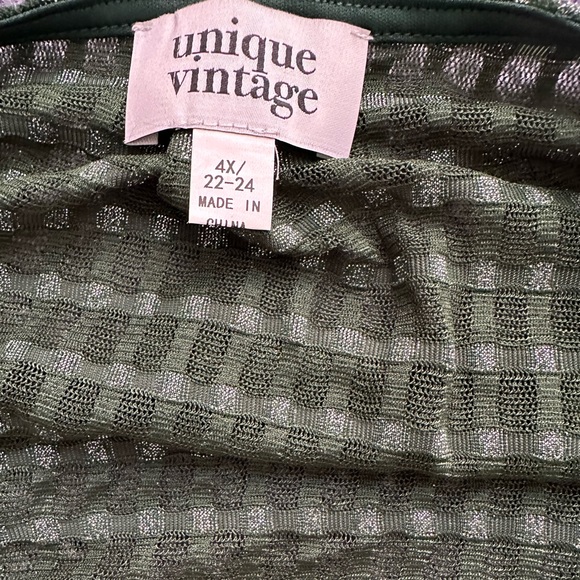 unique
vintage
4X/
22-24
MADE IN
CHINA